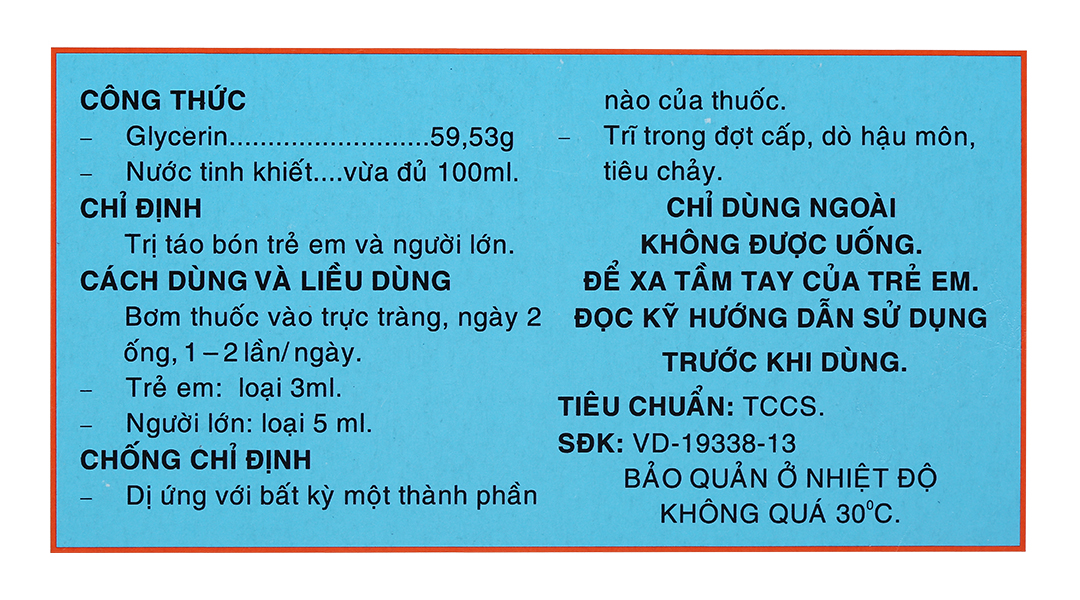 CÔNG THỨC
– Glycerin..........................59,53g
– Nước tinh khiết....vừa đủ 100ml.
CHỈ ĐỊNH
Trị táo bón trẻ em và người lớn.
CÁCH DÙNG VÀ LIỀU DÙNG
Bơm thuốc vào trực tràng, ngày 2
ống, 1 – 2 lần/ ngày.
– Trẻ em: loại 3ml.
– Người lớn: loại 5 ml.
CHỐNG CHỈ ĐỊNH
– Dị ứng với bất kỳ một thành phần
nào của thuốc.
– Trĩ trong đợt cấp, dò hậu môn,
tiêu chảy.
CHỈ DÙNG NGOÀI
KHÔNG ĐƯỢC UỐNG.
ĐỂ XA TẦM TAY CỦA TRẺ EM.
ĐỌC KỸ HƯỚNG DẪN SỬ DỤNG
TRƯỚC KHI DÙNG.
TIÊU CHUẨN: TCCS.
SĐK: VD-19338-13
BẢO QUẢN Ở NHIỆT ĐỘ
KHÔNG QUÁ 30⁰C.